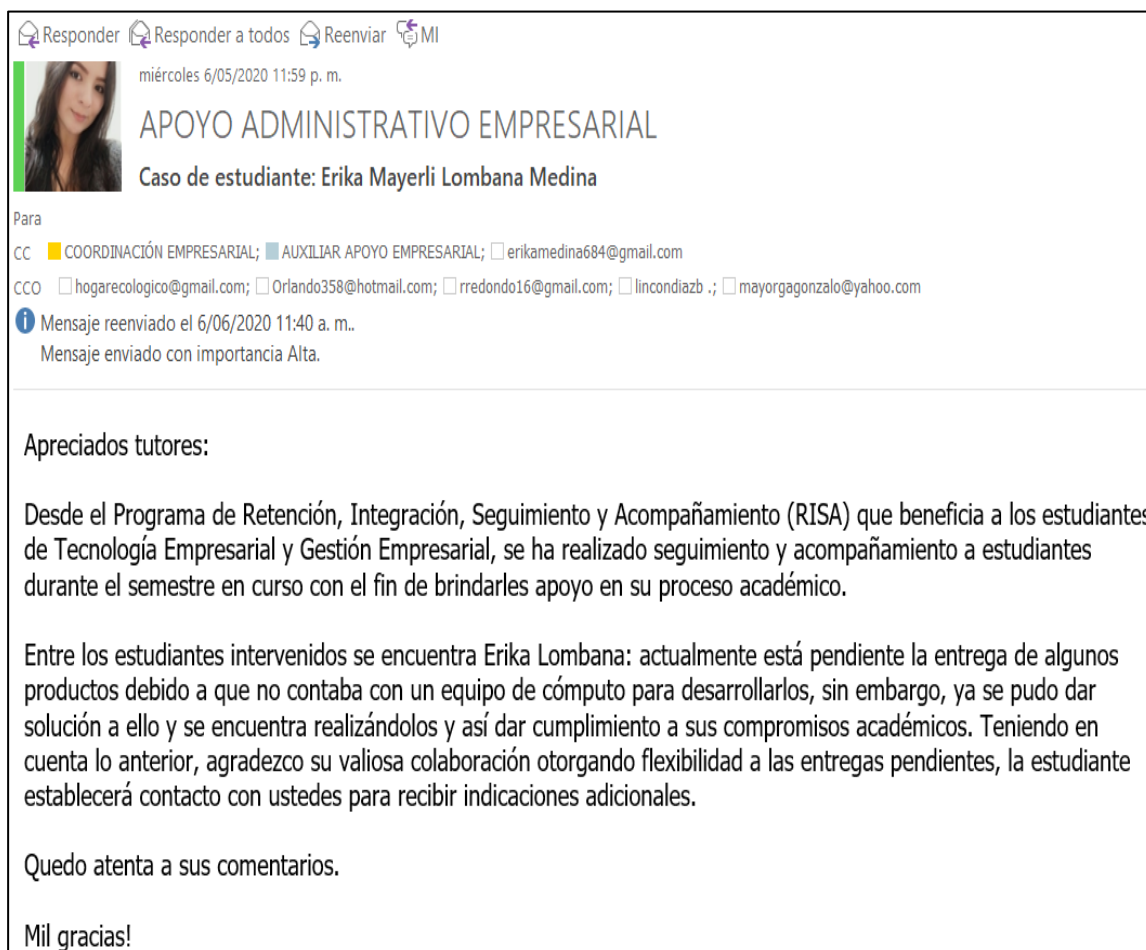 Responder Responder a todos Reenviar MI
miércoles 6/05/2020 11:59 p. m.
APOYO ADMINISTRATIVO EMPRESARIAL
Caso de estudiante: Erika Mayerli Lombana Medina
Para
CC COORDINACIÓN EMPRESARIAL; AUXILIAR APOYO EMPRESARIAL; erikamedina684@gmail.com
CCO hogarecologico@gmail.com; Orlando358@hotmail.com; rredondo16@gmail.com; lincondiazb .; mayorgagonzalo@yahoo.com
Mensaje reenviado el 6/06/2020 11:40 a. m..
Mensaje enviado con importancia Alta.
Apreciados tutores:
Desde el Programa de Retención, Integración, Seguimiento y Acompañamiento (RISA) que beneficia a los estudiantes
de Tecnología Empresarial y Gestión Empresarial, se ha realizado seguimiento y acompañamiento a estudiantes
durante el semestre en curso con el fin de brindarles apoyo en su proceso académico.
Entre los estudiantes intervenidos se encuentra Erika Lombana: actualmente está pendiente la entrega de algunos
productos debido a que no contaba con un equipo de cómputo para desarrollarlos, sin embargo, ya se pudo dar
solución a ello y se encuentra realizándolos y así dar cumplimiento a sus compromisos académicos. Teniendo en
cuenta lo anterior, agradezco su valiosa colaboración otorgando flexibilidad a las entregas pendientes, la estudiante
establecerá contacto con ustedes para recibir indicaciones adicionales.
Quedo atenta a sus comentarios.
Mil gracias!